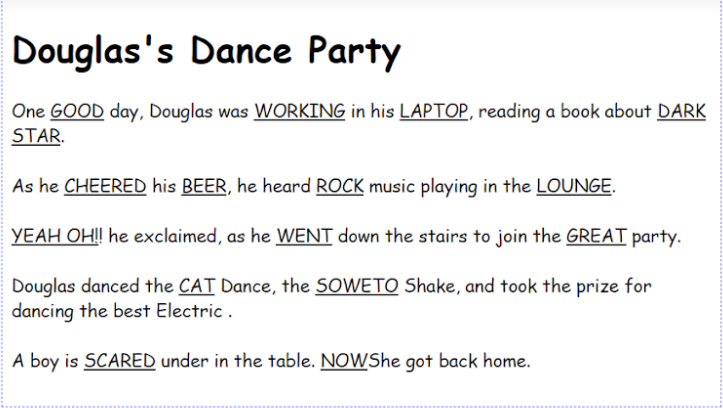 Douglas's Dance Party
One GOOD day, Douglas was WORKING in his LAPTOP, reading a book about DARK
STAR.
As he CHEERED his BEER, he heard ROCK music playing in the LOUNGE.
YEAH OH!! he exclaimed, as he WENT down the stairs to join the GREAT party.
Douglas danced the CAT Dance, the SOWETO Shake, and took the prize for
dancing the best Electric .
A boy is SCARED under in the table. NOWShe got back home.